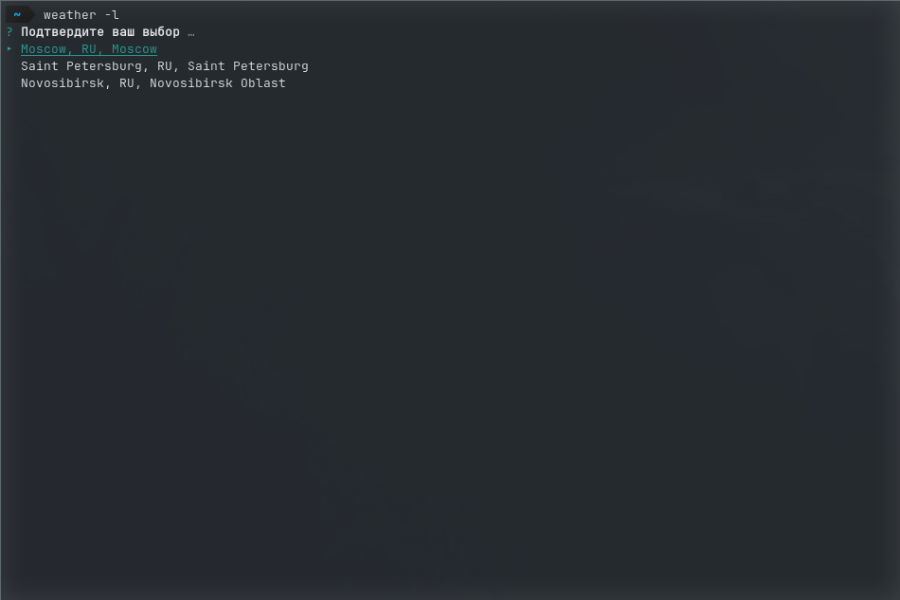 ~ weather -l
? Подтвердите ваш выбор …
▸ Moscow, RU, Moscow
Saint Petersburg, RU, Saint Petersburg
Novosibirsk, RU, Novosibirsk Oblast